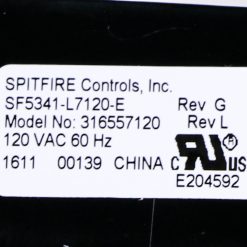 SPITFIRE Controls, Inc.
SF5341-L7120-E Rev G
Model No: 316557120 Rev L
120 VAC 60 Hz
1611 00139 CHINA C RU US
E204592